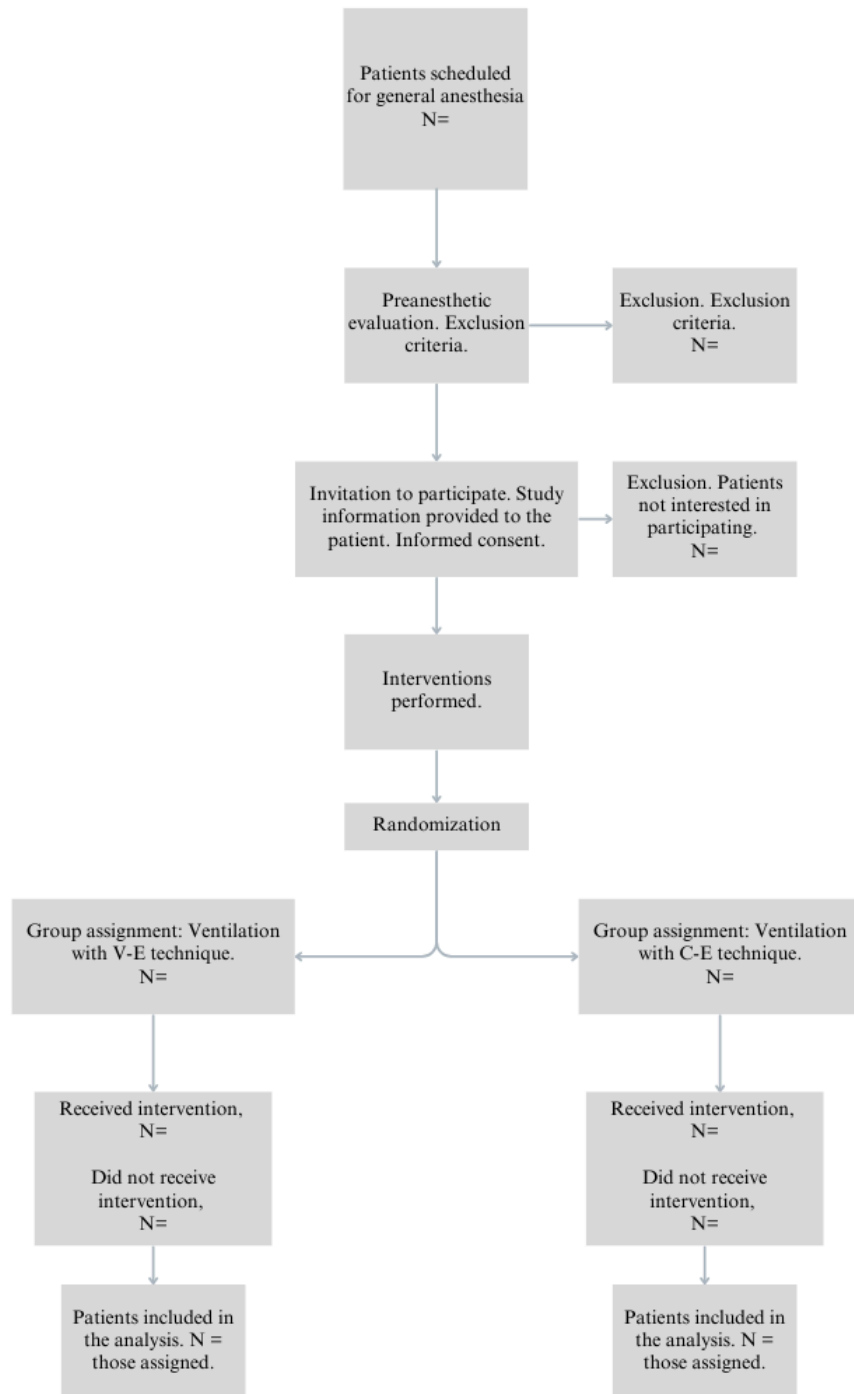 Patients scheduled
for general anesthesia
N=
Preanesthetic
evaluation. Exclusion
criteria.
Exclusion. Exclusion
criteria.
N=
Invitation to participate. Study
information provided to the
patient. Informed consent.
Exclusion. Patients
not interested in
participating.
N=
Interventions
performed.
Randomization
Group assignment: Ventilation
with V-E technique.
N=
Group assignment: Ventilation
with C-E technique.
N=
Received intervention,
N=
Did not receive
intervention,
N=
Received intervention,
N=
Did not receive
intervention,
N=
Patients included in
the analysis. N =
those assigned.
Patients included in
the analysis. N =
those assigned.